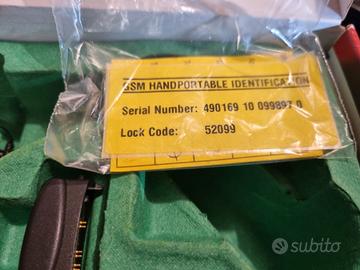 GSM HANDPORTABLE IDENTIFICATION
Serial Number: 490169 10 099897 0
Lock Code: 52099
subito